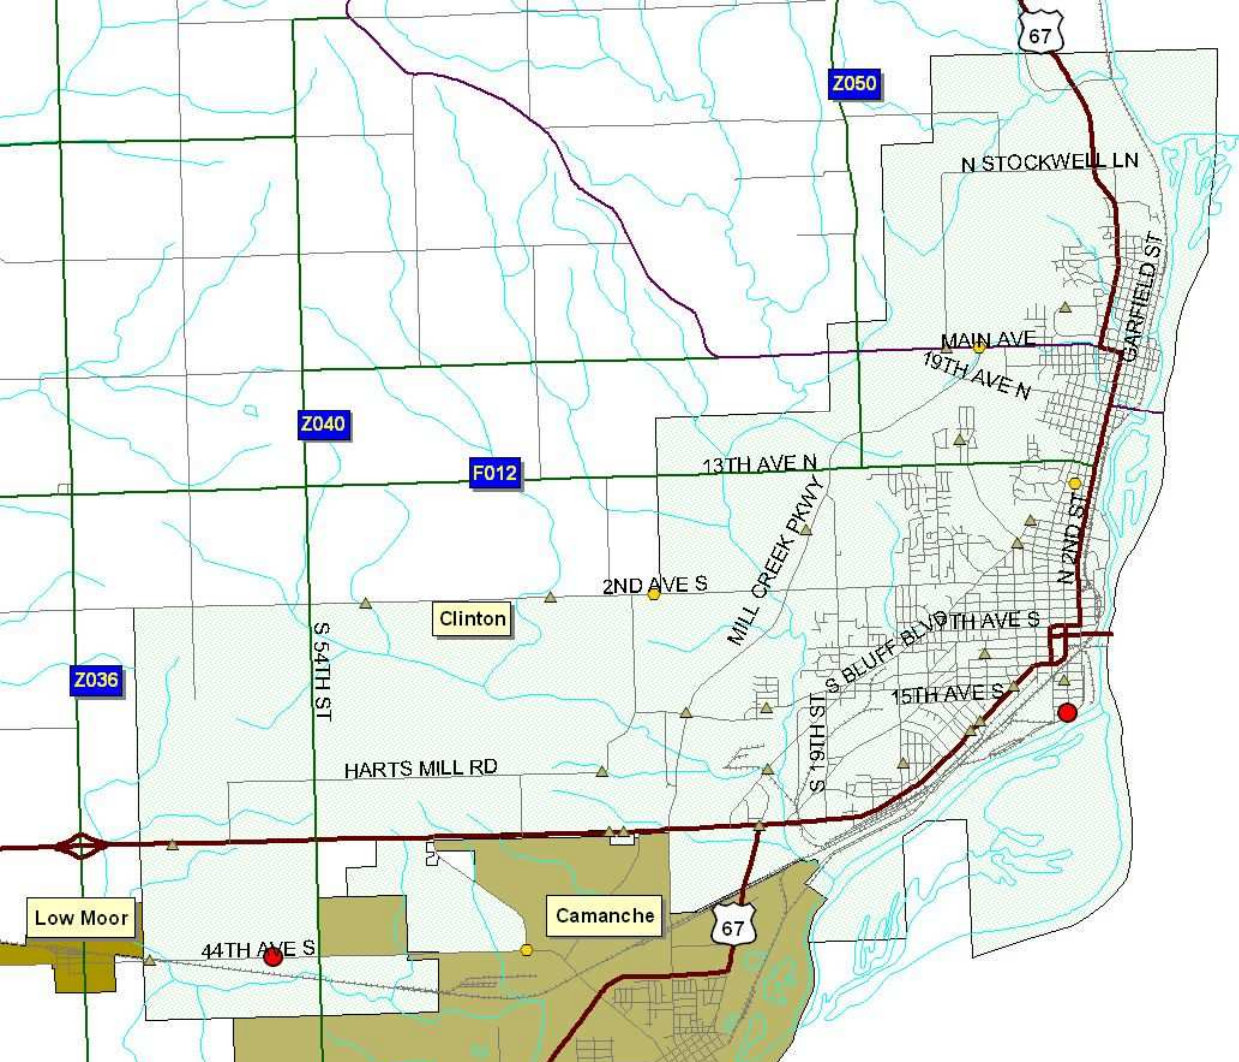 67
Z050
N STOCKWELL LN
GARFIELD ST
MAIN AVE
19TH AVE N
Z040
F012
13TH AVE N
MILL CREEK PKWY
N 2ND ST
2ND AVE S
Clinton
7TH AVE S
S BLUFF BLVD
S 54TH ST
Z036
15TH AVE S
S 19TH ST
HARTS MILL RD
Low Moor
Camanche
67
44TH AVE S